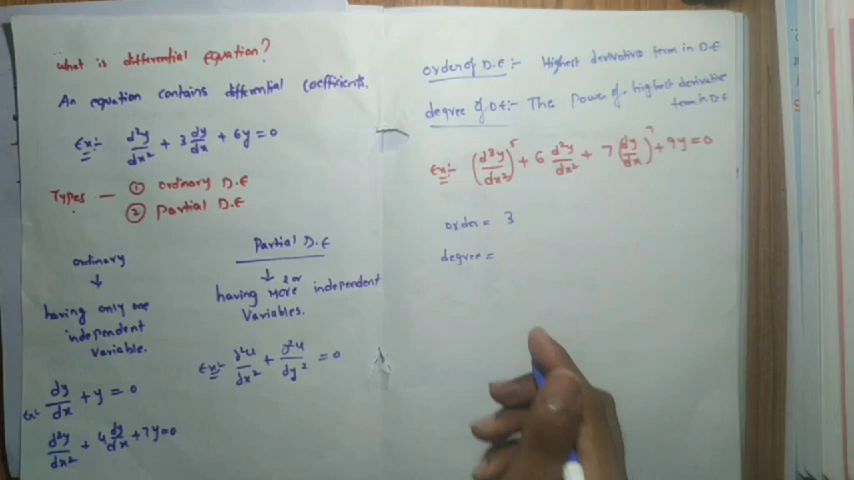 What is differential Equation?
An equation contains differential coefficients.
Ex:- d²y/dx² + 3 dy/dx + 6y = 0
Types — ① ordinary D.E
② Partial D.E
ordinary
↓
having only one
independent
Variable.
Ex:- dy/dx + y = 0
d²y/dx² + 4 dy/dx + 7y = 0
Partial D.E
↓ 2 or
having More independent
Variables.
Ex:- ∂²u/dx² + ∂²u/dy² = 0
order of D.E :- Highest derivative term in D.E
degree of D.E:- The Power of highest derivative
term in D.E
Ex:- (d³y/dx²)⁵ + 6 d²y/dx² + 7 (dy/dx)⁷ + 9y = 0
order = 3
degree =